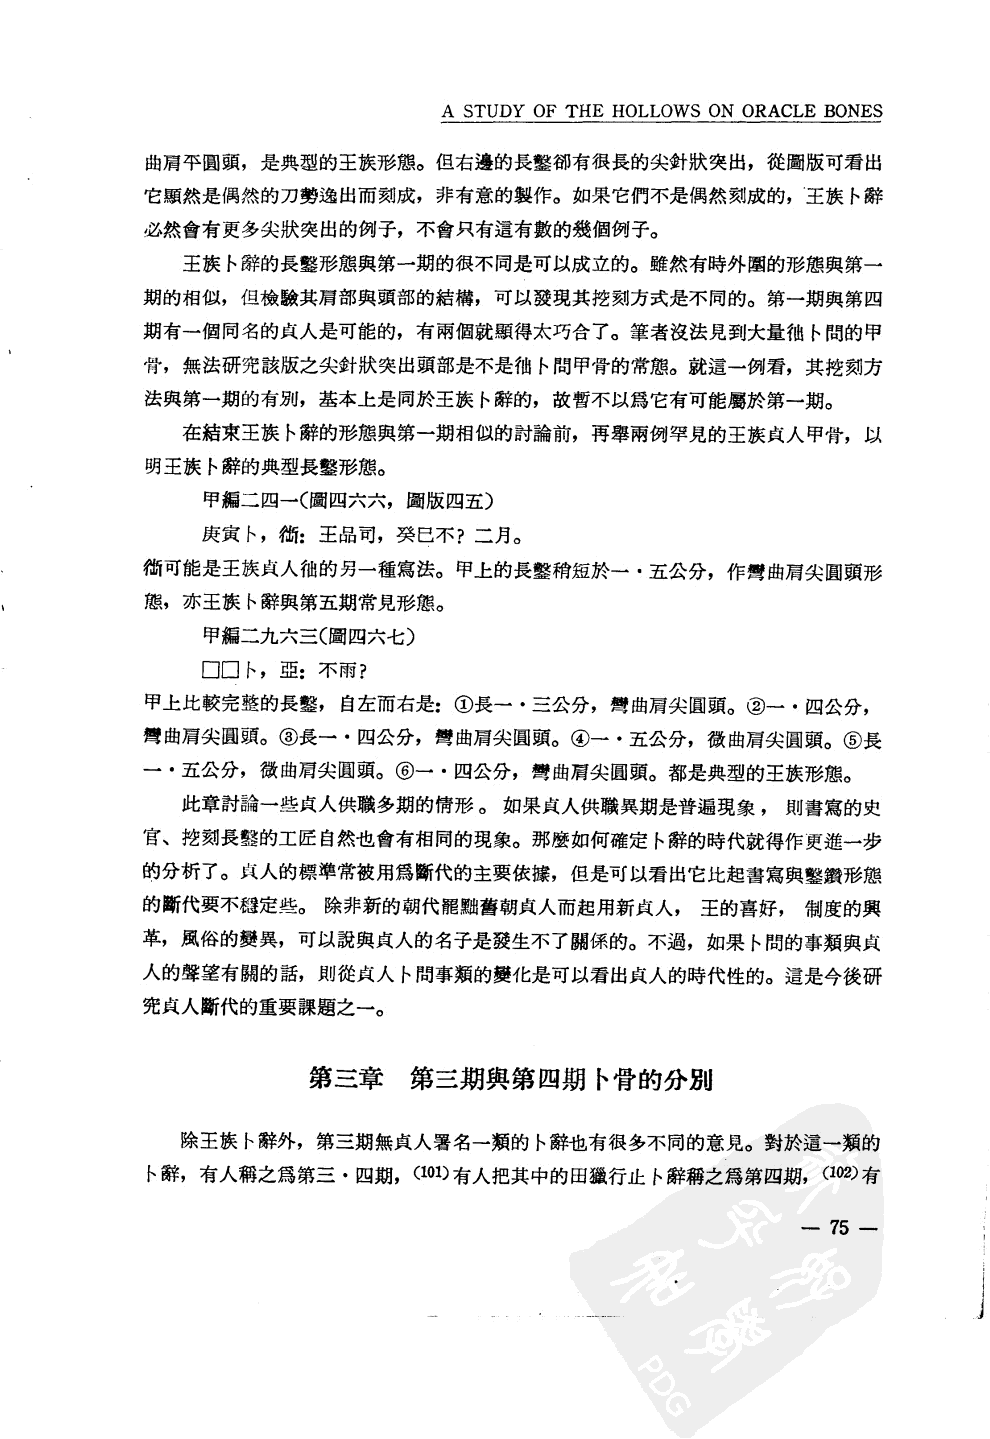 A STUDY OF THE HOLLOWS ON ORACLE BONES
曲肩平圓頭，是典型的王族形態。但右邊的長鑿卻有很長的尖針狀突出，從圖版可看出
它顯然是偶然的刀勢逸出而刻成，非有意的製作。如果它們不是偶然刻成的，王族卜辭
必然會有更多尖狀突出的例子，不會只有這有數的幾個例子。
王族卜辭的長鑿形態與第一期的很不同是可以成立的。雖然有時外圍的形態與第一
期的相似，但檢驗其肩部與頭部的結構，可以發現其挖刻方式是不同的。第一期與第四
期有一個同名的貞人是可能的，有兩個就顯得太巧合了。筆者沒法見到大量㣇卜問的甲
骨，無法研究該版之尖針狀突出頭部是不是㣇卜問甲骨的常態。就這一例看，其挖刻方
法與第一期的有別，基本上是同於王族卜辭的，故暫不以爲它有可能屬於第一期。
在結束王族卜辭的形態與第一期相似的討論前，再舉兩例罕見的王族貞人甲骨，以
明王族卜辭的典型長鑿形態。
甲編二四一(圖四六六，圖版四五)
庚寅卜，：王品司，癸巳不？二月。
可能是王族貞人的另一種寫法。甲上的長鑿稍短於一・五公分，作彎曲肩尖圓頭形
態，亦王族卜辭與第五期常見形態。
甲編二九六三(圖四六七)
□□卜，亞：不雨？
甲上比較完整的長鑿，自左而右是：①長一・三公分，彎曲肩尖圓頭。②一・四公分，
彎曲肩尖圓頭。③長一・四公分，彎曲肩尖圓頭。④一・五公分，微曲肩尖圓頭。⑤長
一・五公分，微曲肩尖圓頭。⑥一・四公分，彎曲肩尖圓頭。都是典型的王族形態。
此章討論一些貞人供職多期的情形。如果貞人供職異期是普遍現象，則書寫的史
官、挖刻長鑿的工匠自然也會有相同的現象。那麼如何確定卜辭的時代就得作更進一步
的分析了。貞人的標準常被用爲斷代的主要依據，但是可以看出它比起書寫與鑿鑽形態
的斷代要不穩定些。除非新的朝代罷黜舊朝貞人而起用新貞人，王的喜好，制度的興
革，風俗的變異，可以說與貞人的名子是發生不了關係的。不過，如果卜問的事類與貞
人的聲望有關的話，則從貞人卜問事類的變化是可以看出貞人的時代性的。這是今後研
究貞人斷代的重要課題之一。
第三章　第三期與第四期卜骨的分別
除王族卜辭外，第三期無貞人署名一類的卜辭也有很多不同的意見。對於這一類的
卜辭，有人稱之爲第三・四期，(101)有人把其中的田獵行止卜辭稱之爲第四期，(102)有
— 75 —
PDG